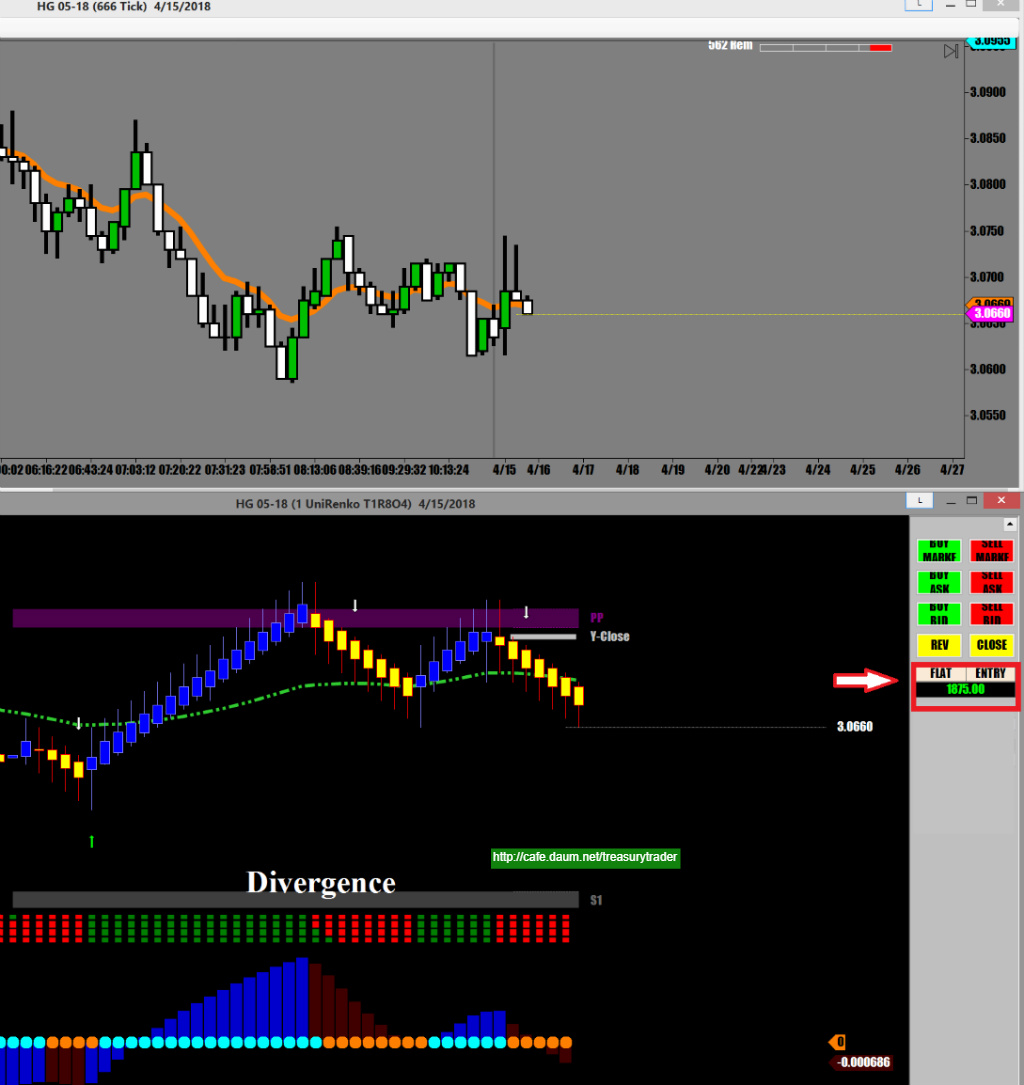 HG 05-18 (666 Tick)  4/15/2018
L
562 Rem
3.0955
3.0900
3.0850
3.0800
3.0750
3.0700
3.0660
3.0650
3.0600
3.0550
00:02 06:16:22 06:43:24 07:03:12 07:20:22 07:31:23 07:58:51 08:13:06 08:39:16 09:29:32 10:13:24 4/15 4/16 4/17 4/18 4/19 4/20 4/22 4/23 4/24 4/25 4/26 4/27
HG 05-18 (1 UniRenko T1R8O4)  4/15/2018
L
BUY MARKE
SELL MARKE
BUY ASK
SELL ASK
BUY BID
SELL BID
REV
CLOSE
FLAT
ENTRY
1875.00
PP
Y-Close
3.0660
http://cafe.daum.net/treasurytrader
Divergence
S1
0
-0.000686